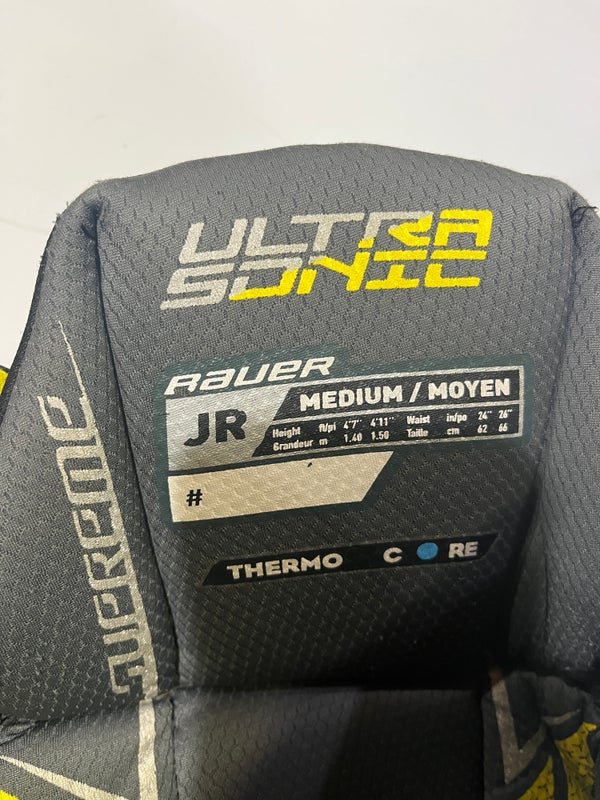 ULTRA
SONIC
BAUER
JR
MEDIUM / MOYEN
Height ft/pi 4'7" 4'11" Waist in/po 24" 26"
Grandeur m 1.40 1.50 Taille cm 62 66
#
THERMO CORE
SUPREME